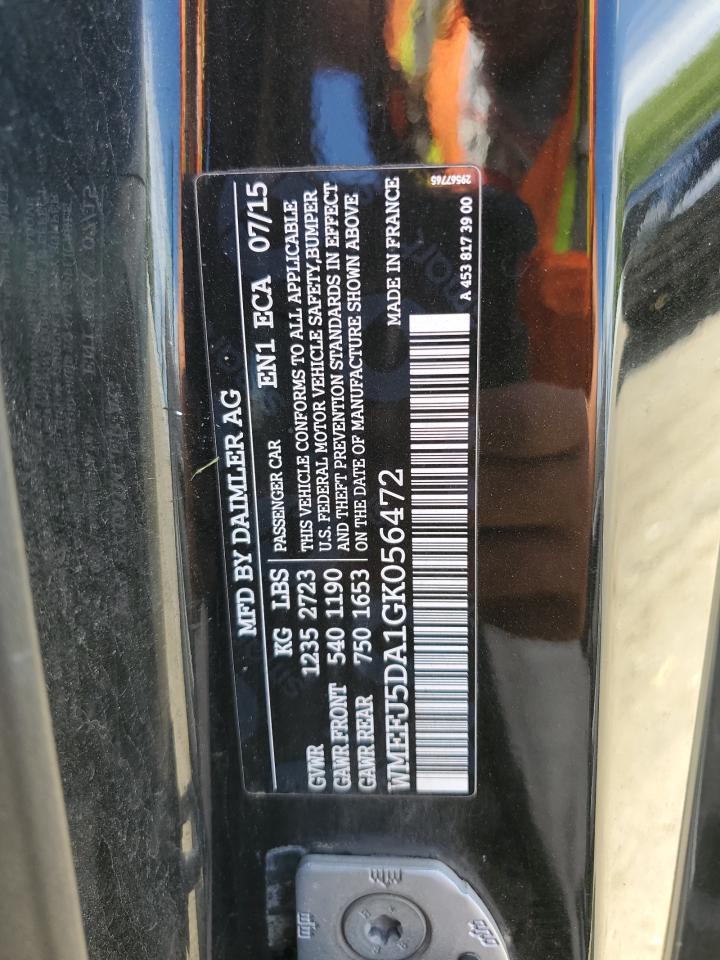 MFD BY DAIMLER AG EN1 ECA 07/15
KG LBS
GVWR 1235 2723
GAWR FRONT 540 1190
GAWR REAR 750 1653
PASSENGER CAR
THIS VEHICLE CONFORMS TO ALL APPLICABLE
U.S. FEDERAL MOTOR VEHICLE SAFETY,BUMPER
AND THEFT PREVENTION STANDARDS IN EFFECT
ON THE DATE OF MANUFACTURE SHOWN ABOVE
WMEFJ5DA1GK056472 MADE IN FRANCE
A 453 817 39 00
29567765